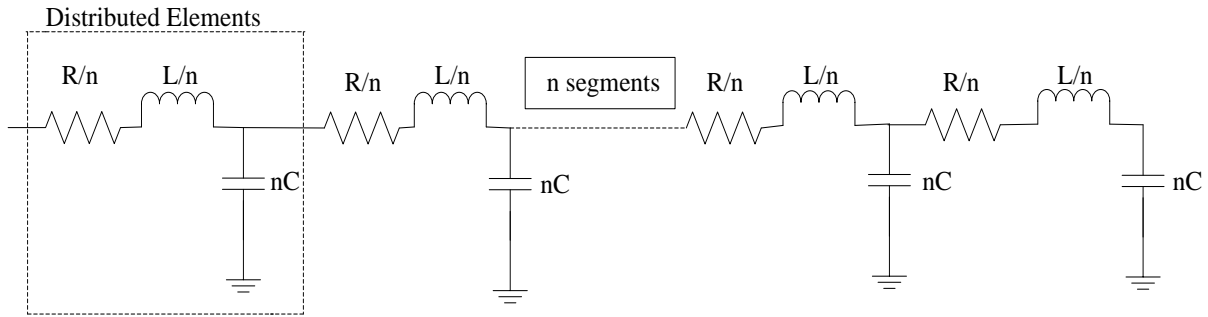 Distributed Elements
R/n L/n R/n L/n n segments R/n L/n R/n L/n
nC nC nC nC